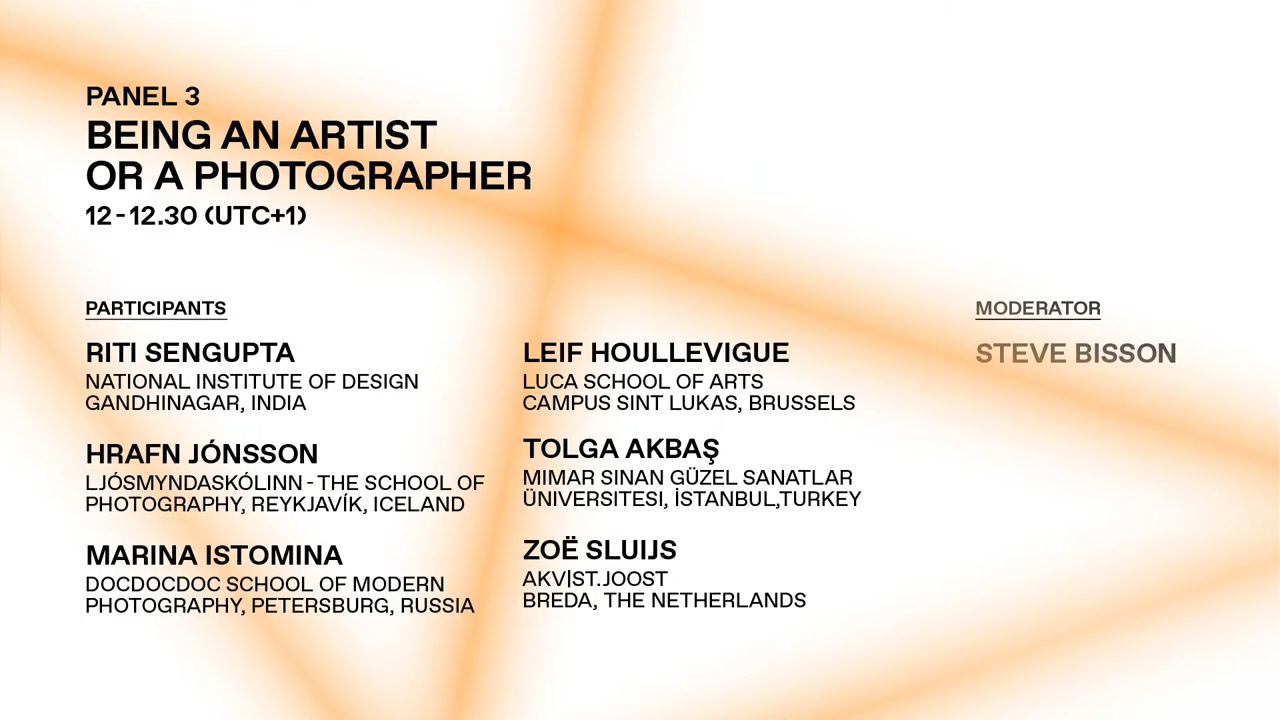 PANEL 3
BEING AN ARTIST
OR A PHOTOGRAPHER
12-12.30 (UTC+1)
PARTICIPANTS
RITI SENGUPTA
NATIONAL INSTITUTE OF DESIGN
GANDHINAGAR, INDIA
HRAFN JÓNSSON
LJÓSMYNDASKÓLINN - THE SCHOOL OF
PHOTOGRAPHY, REYKJAVÍK, ICELAND
MARINA ISTOMINA
DOCDOCDOC SCHOOL OF MODERN
PHOTOGRAPHY, PETERSBURG, RUSSIA
LEIF HOULLEVIGUE
LUCA SCHOOL OF ARTS
CAMPUS SINT LUKAS, BRUSSELS
TOLGA AKBAŞ
MIMAR SINAN GÜZEL SANATLAR
ÜNIVERSITESI, İSTANBUL,TURKEY
ZOË SLUIJS
AKV|ST.JOOST
BREDA, THE NETHERLANDS
MODERATOR
STEVE BISSON